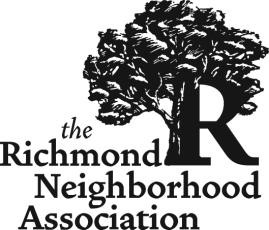 the
Richmond R
Neighborhood
Association